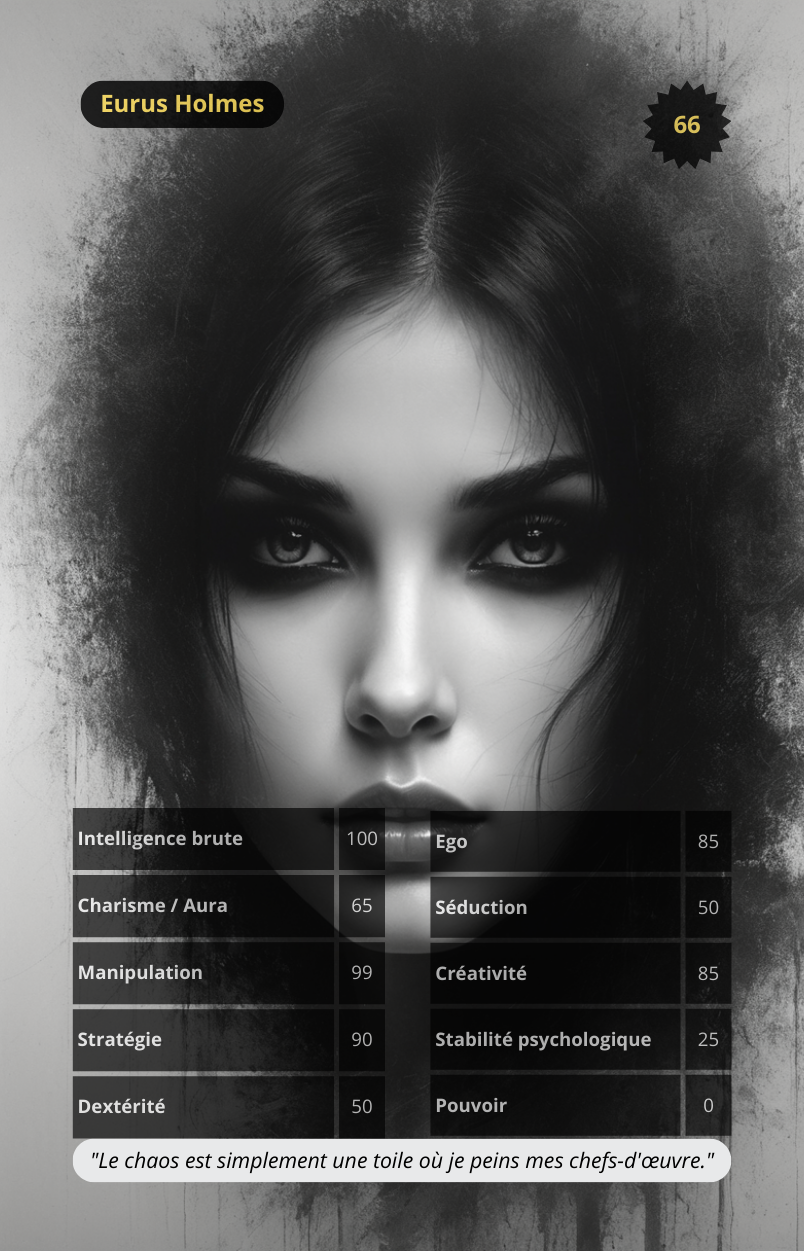 Eurus Holmes
66
Intelligence brute 100
Charisme / Aura 65
Manipulation 99
Stratégie 90
Dextérité 50
Ego 85
Séduction 50
Créativité 85
Stabilité psychologique 25
Pouvoir 0
"Le chaos est simplement une toile où je peins mes chefs-d'œuvre."